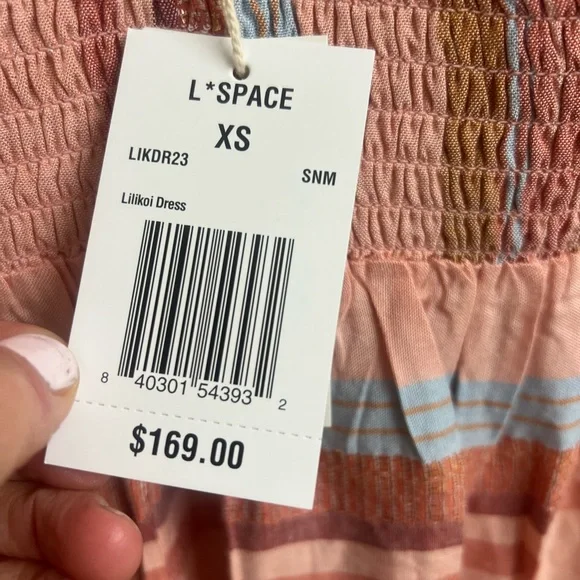 L*SPACE
XS
LIKDR23
SNM
Lilikoi Dress
8 40301 54393 2
$169.00